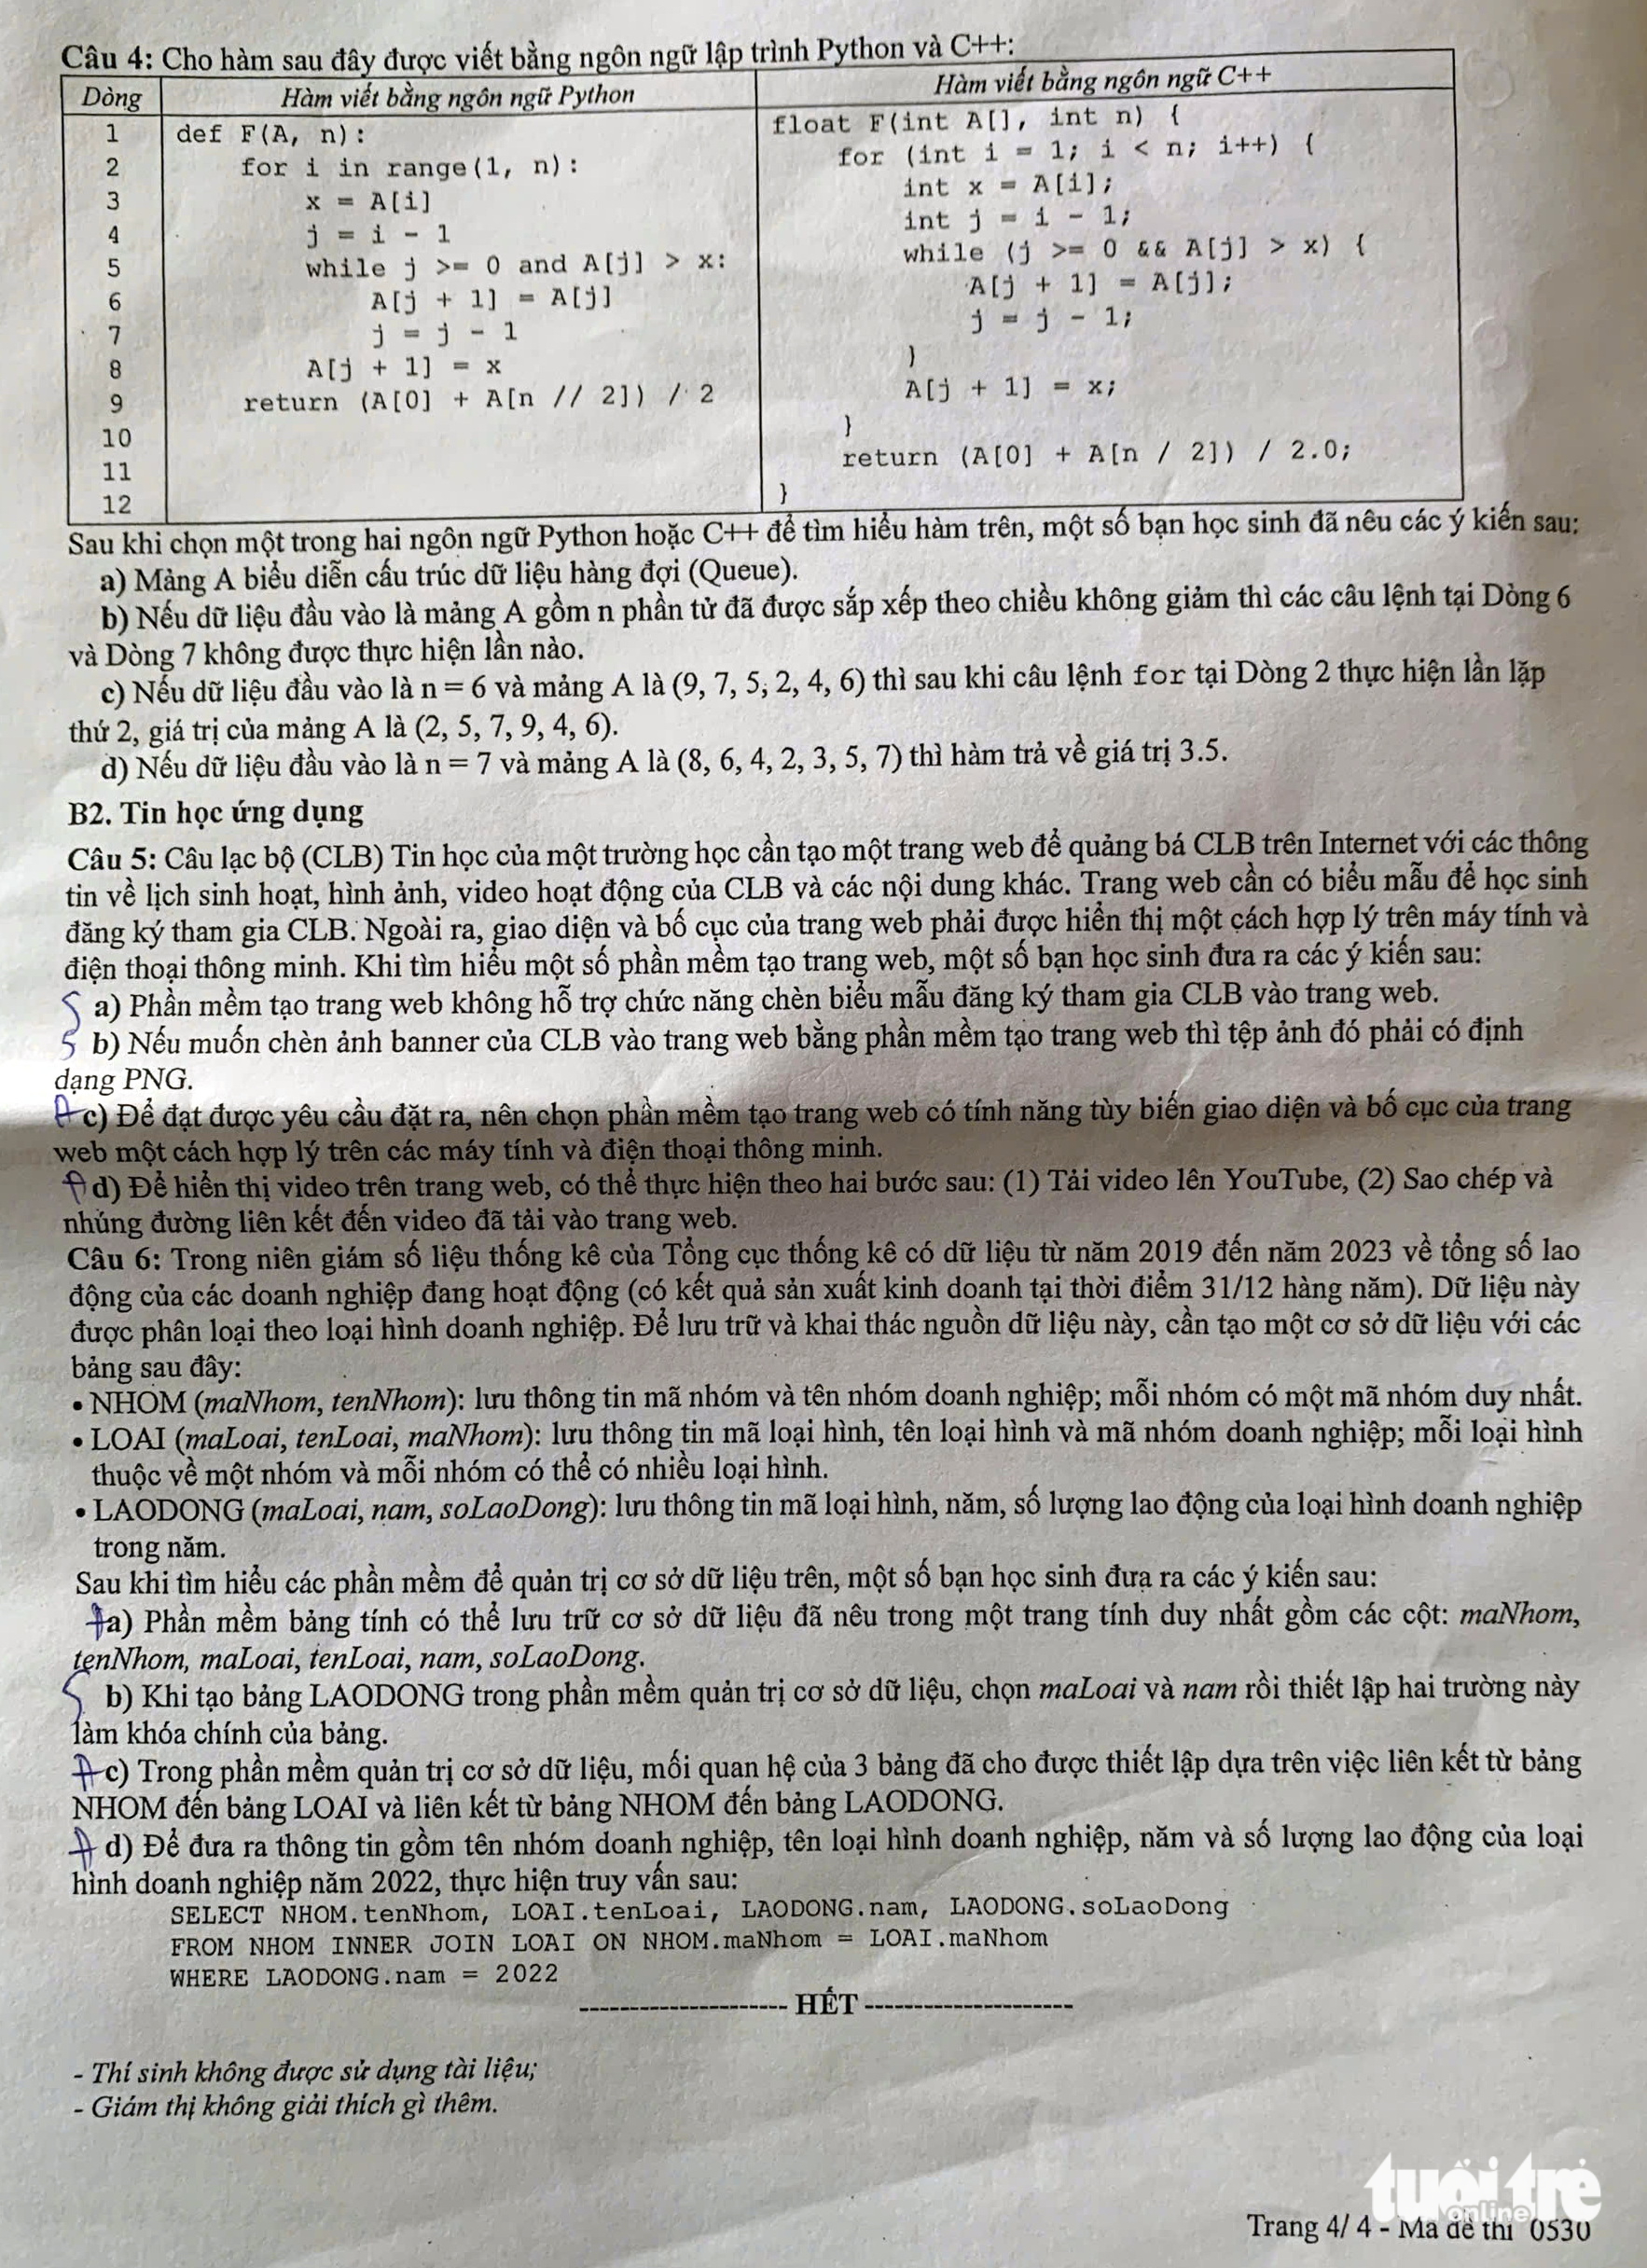 Câu 4: Cho hàm sau đây được viết bằng ngôn ngữ lập trình Python và C++:
Dòng Hàm viết bằng ngôn ngữ Python Hàm viết bằng ngôn ngữ C++
1 def F(A, n): float F(int A[], int n) {
2 for i in range(1, n): for (int i = 1; i < n; i++) {
3 x = A[i] int x = A[i];
4 j = i - 1 int j = i - 1;
5 while j >= 0 and A[j] > x: while (j >= 0 && A[j] > x) {
6 A[j + 1] = A[j] A[j + 1] = A[j];
7 j = j - 1 j = j - 1;
8 A[j + 1] = x }
9 return (A[0] + A[n // 2]) / 2 A[j + 1] = x;
10 }
11 return (A[0] + A[n / 2]) / 2.0;
12 }
Sau khi chọn một trong hai ngôn ngữ Python hoặc C++ để tìm hiểu hàm trên, một số bạn học sinh đã nêu các ý kiến sau:
a) Mảng A biểu diễn cấu trúc dữ liệu hàng đợi (Queue).
b) Nếu dữ liệu đầu vào là mảng A gồm n phần tử đã được sắp xếp theo chiều không giảm thì các câu lệnh tại Dòng 6
và Dòng 7 không được thực hiện lần nào.
c) Nếu dữ liệu đầu vào là n = 6 và mảng A là (9, 7, 5, 2, 4, 6) thì sau khi câu lệnh for tại Dòng 2 thực hiện lần lặp
thứ 2, giá trị của mảng A là (2, 5, 7, 9, 4, 6).
d) Nếu dữ liệu đầu vào là n = 7 và mảng A là (8, 6, 4, 2, 3, 5, 7) thì hàm trả về giá trị 3.5.
B2. Tin học ứng dụng
Câu 5: Câu lạc bộ (CLB) Tin học của một trường học cần tạo một trang web để quảng bá CLB trên Internet với các thông
tin về lịch sinh hoạt, hình ảnh, video hoạt động của CLB và các nội dung khác. Trang web cần có biểu mẫu để học sinh
đăng ký tham gia CLB. Ngoài ra, giao diện và bố cục của trang web phải được hiển thị một cách hợp lý trên máy tính và
điện thoại thông minh. Khi tìm hiểu một số phần mềm tạo trang web, một số bạn học sinh đưa ra các ý kiến sau:
S a) Phần mềm tạo trang web không hỗ trợ chức năng chèn biểu mẫu đăng ký tham gia CLB vào trang web.
S b) Nếu muốn chèn ảnh banner của CLB vào trang web bằng phần mềm tạo trang web thì tệp ảnh đó phải có định
dạng PNG.
Đ c) Để đạt được yêu cầu đặt ra, nên chọn phần mềm tạo trang web có tính năng tùy biến giao diện và bố cục của trang
web một cách hợp lý trên các máy tính và điện thoại thông minh.
Đ d) Để hiển thị video trên trang web, có thể thực hiện theo hai bước sau: (1) Tải video lên YouTube, (2) Sao chép và
nhúng đường liên kết đến video đã tải vào trang web.
Câu 6: Trong niên giám số liệu thống kê của Tổng cục thống kê có dữ liệu từ năm 2019 đến năm 2023 về tổng số lao
động của các doanh nghiệp đang hoạt động (có kết quả sản xuất kinh doanh tại thời điểm 31/12 hàng năm). Dữ liệu này
được phân loại theo loại hình doanh nghiệp. Để lưu trữ và khai thác nguồn dữ liệu này, cần tạo một cơ sở dữ liệu với các
bảng sau đây:
• NHOM (maNhom, tenNhom): lưu thông tin mã nhóm và tên nhóm doanh nghiệp; mỗi nhóm có một mã nhóm duy nhất.
• LOAI (maLoai, tenLoai, maNhom): lưu thông tin mã loại hình, tên loại hình và mã nhóm doanh nghiệp; mỗi loại hình
thuộc về một nhóm và mỗi nhóm có thể có nhiều loại hình.
• LAODONG (maLoai, nam, soLaoDong): lưu thông tin mã loại hình, năm, số lượng lao động của loại hình doanh nghiệp
trong năm.
Sau khi tìm hiểu các phần mềm để quản trị cơ sở dữ liệu trên, một số bạn học sinh đưa ra các ý kiến sau:
Đ a) Phần mềm bảng tính có thể lưu trữ cơ sở dữ liệu đã nêu trong một trang tính duy nhất gồm các cột: maNhom,
tenNhom, maLoai, tenLoai, nam, soLaoDong.
S b) Khi tạo bảng LAODONG trong phần mềm quản trị cơ sở dữ liệu, chọn maLoai và nam rồi thiết lập hai trường này
làm khóa chính của bảng.
Đ c) Trong phần mềm quản trị cơ sở dữ liệu, mối quan hệ của 3 bảng đã cho được thiết lập dựa trên việc liên kết từ bảng
NHOM đến bảng LOAI và liên kết từ bảng NHOM đến bảng LAODONG.
Đ d) Để đưa ra thông tin gồm tên nhóm doanh nghiệp, tên loại hình doanh nghiệp, năm và số lượng lao động của loại
hình doanh nghiệp năm 2022, thực hiện truy vấn sau:
SELECT NHOM.tenNhom, LOAI.tenLoai, LAODONG.nam, LAODONG.soLaoDong
FROM NHOM INNER JOIN LOAI ON NHOM.maNhom = LOAI.maNhom
WHERE LAODONG.nam = 2022
--------------------- HẾT ---------------------
- Thí sinh không được sử dụng tài liệu;
- Giám thị không giải thích gì thêm.
tuổi trẻ
online
Trang 4/ 4 - Mã đề thi 0530